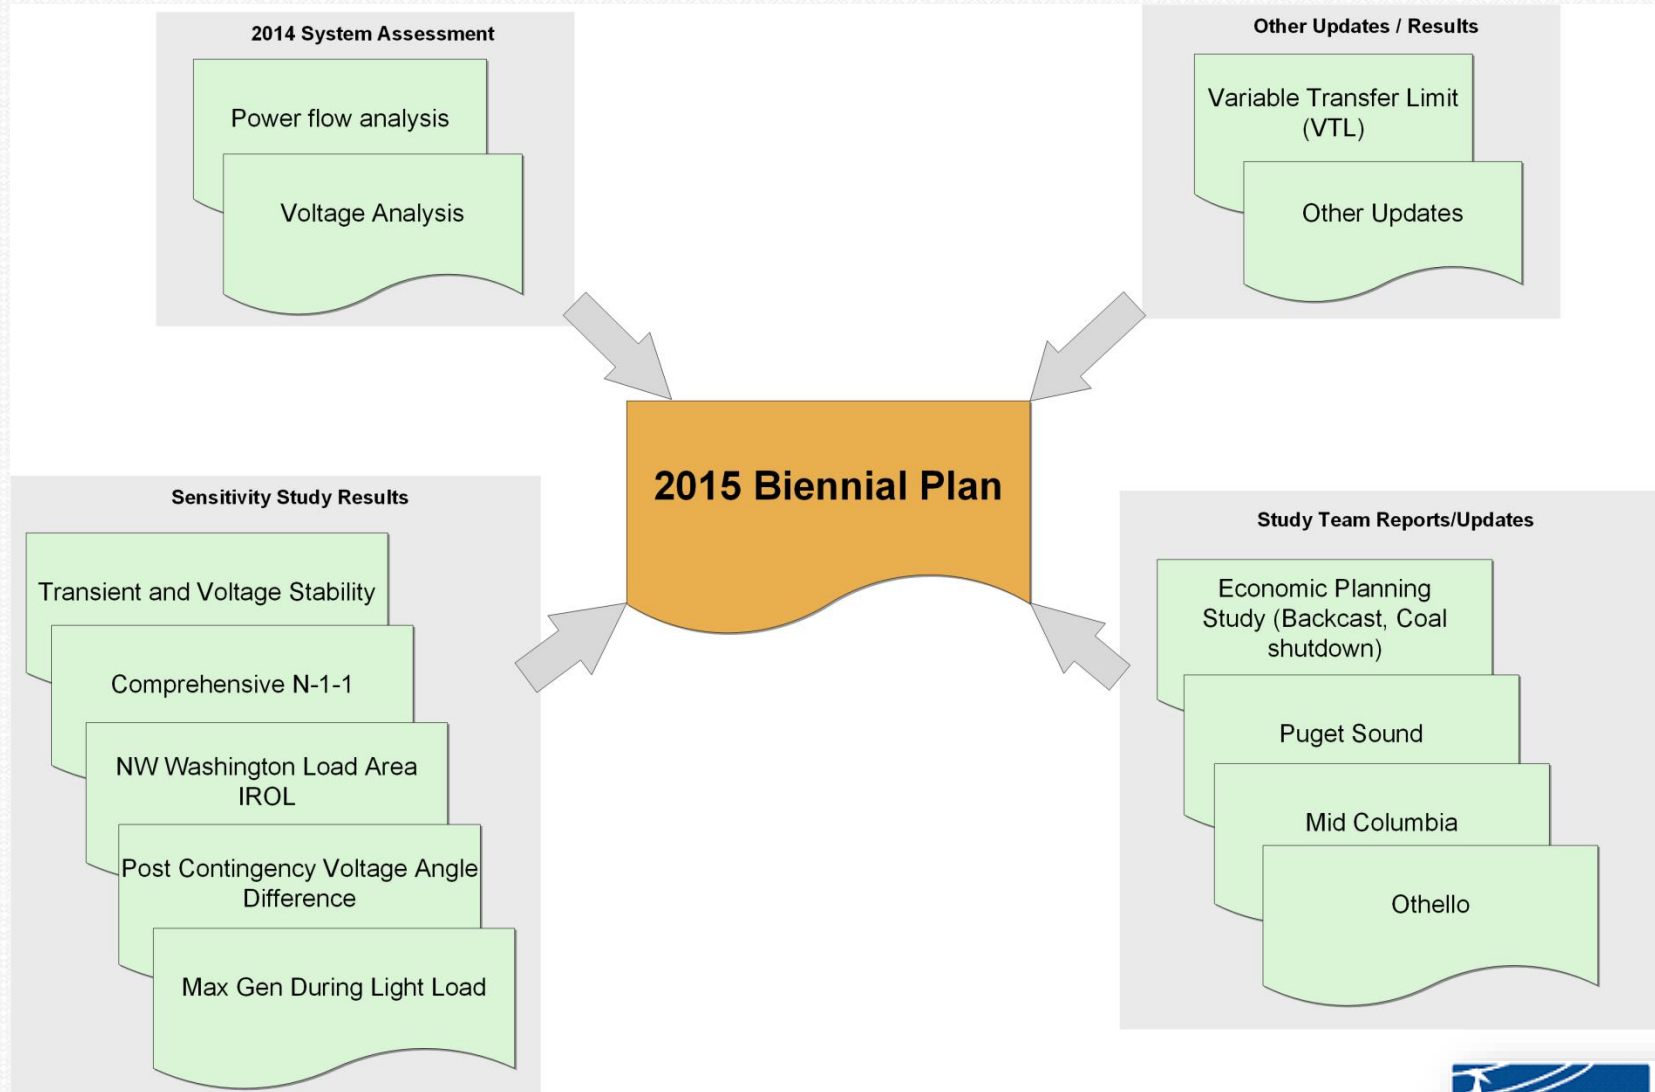 2014 System Assessment
Power flow analysis
Voltage Analysis
Other Updates / Results
Variable Transfer Limit
(VTL)
Other Updates
2015 Biennial Plan
Sensitivity Study Results
Transient and Voltage Stability
Comprehensive N-1-1
NW Washington Load Area
IROL
Post Contingency Voltage Angle
Difference
Max Gen During Light Load
Study Team Reports/Updates
Economic Planning
Study (Backcast, Coal
shutdown)
Puget Sound
Mid Columbia
Othello